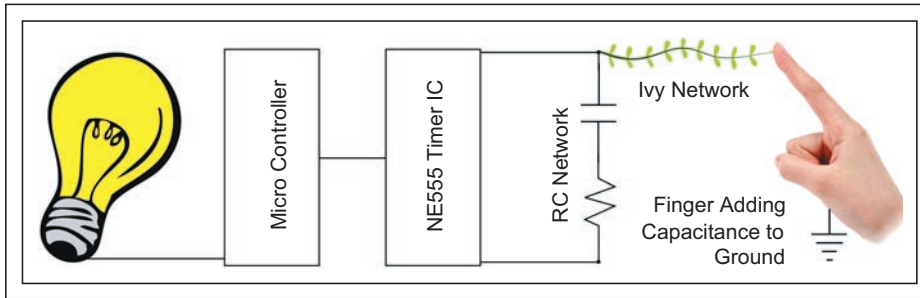 Micro Controller
NE555 Timer IC
RC Network
Ivy Network
Finger Adding
Capacitance to
Ground